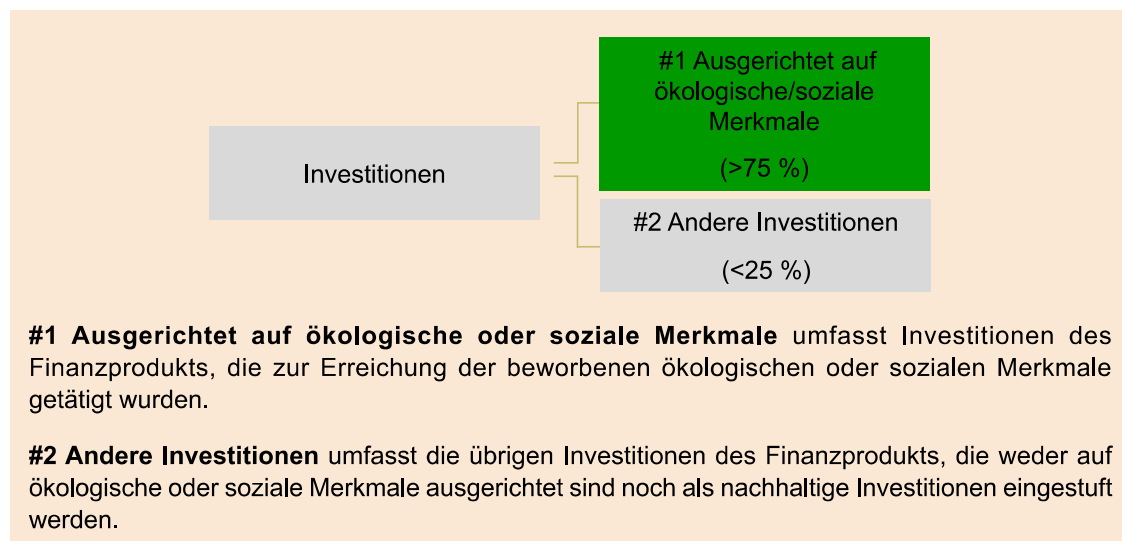 #1 Ausgerichtet auf
ökologische/soziale
Merkmale
(>75 %)
Investitionen
#2 Andere Investitionen
(<25 %)
#1 Ausgerichtet auf ökologische oder soziale Merkmale umfasst Investitionen des
Finanzprodukts, die zur Erreichung der beworbenen ökologischen oder sozialen Merkmale
getätigt wurden.
#2 Andere Investitionen umfasst die übrigen Investitionen des Finanzprodukts, die weder auf
ökologische oder soziale Merkmale ausgerichtet sind noch als nachhaltige Investitionen eingestuft
werden.